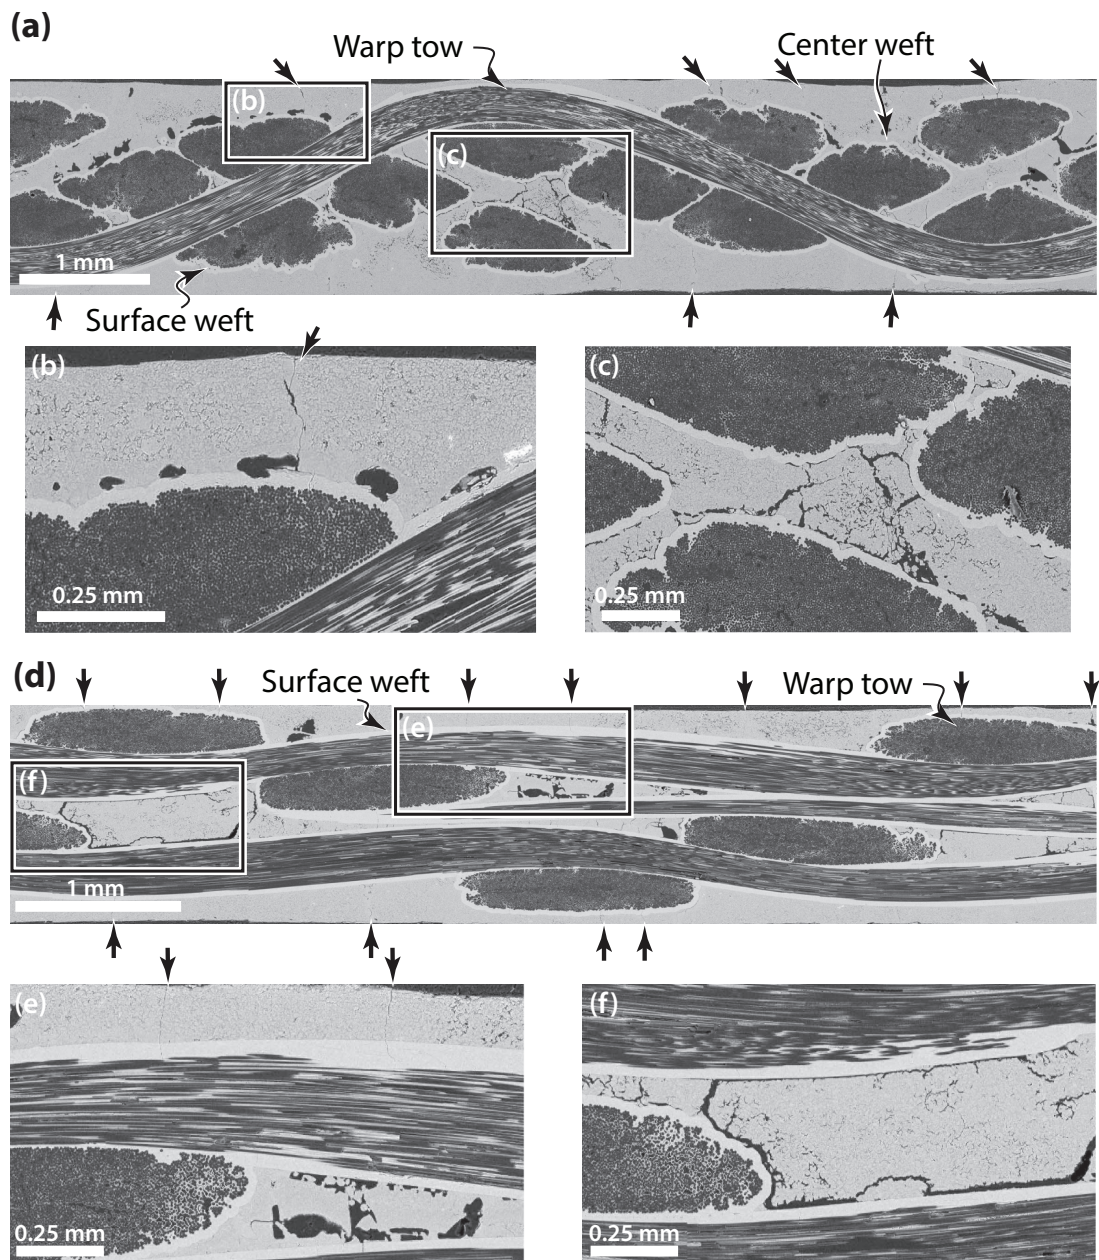 (a)
Warp tow
Center weft
(b)
(c)
1 mm
Surface weft
(b)
0.25 mm
(c)
0.25 mm
(d)
Surface weft
Warp tow
(e)
(f)
1 mm
(e)
0.25 mm
(f)
0.25 mm